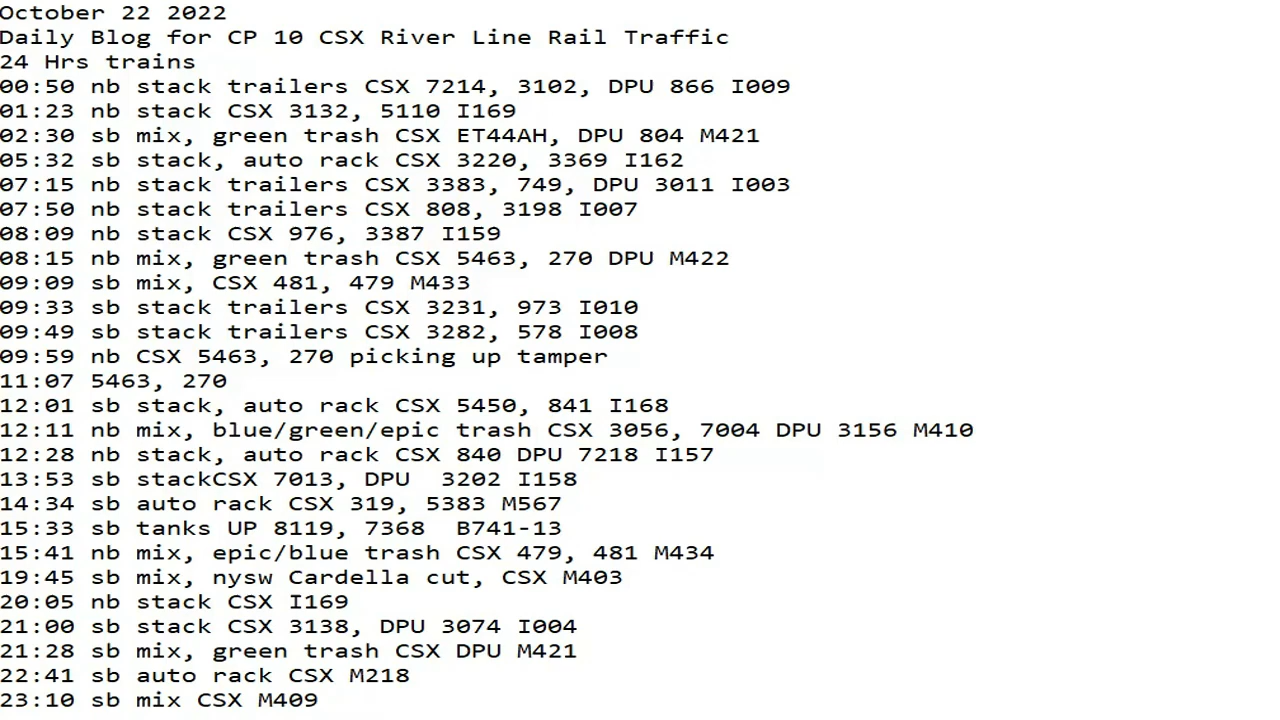 October 22 2022
Daily Blog for CP 10 CSX River Line Rail Traffic
24 Hrs trains
00:50 nb stack trailers CSX 7214, 3102, DPU 866 I009
01:23 nb stack CSX 3132, 5110 I169
02:30 sb mix, green trash CSX ET44AH, DPU 804 M421
05:32 sb stack, auto rack CSX 3220, 3369 I162
07:15 nb stack trailers CSX 3383, 749, DPU 3011 I003
07:50 nb stack trailers CSX 808, 3198 I007
08:09 nb stack CSX 976, 3387 I159
08:15 nb mix, green trash CSX 5463, 270 DPU M422
09:09 sb mix, CSX 481, 479 M433
09:33 sb stack trailers CSX 3231, 973 I010
09:49 sb stack trailers CSX 3282, 578 I008
09:59 nb CSX 5463, 270 picking up tamper
11:07 5463, 270
12:01 sb stack, auto rack CSX 5450, 841 I168
12:11 nb mix, blue/green/epic trash CSX 3056, 7004 DPU 3156 M410
12:28 nb stack, auto rack CSX 840 DPU 7218 I157
13:53 sb stackCSX 7013, DPU  3202 I158
14:34 sb auto rack CSX 319, 5383 M567
15:33 sb tanks UP 8119, 7368  B741-13
15:41 nb mix, epic/blue trash CSX 479, 481 M434
19:45 sb mix, nysw Cardella cut, CSX M403
20:05 nb stack CSX I169
21:00 sb stack CSX 3138, DPU 3074 I004
21:28 sb mix, green trash CSX DPU M421
22:41 sb auto rack CSX M218
23:10 sb mix CSX M409